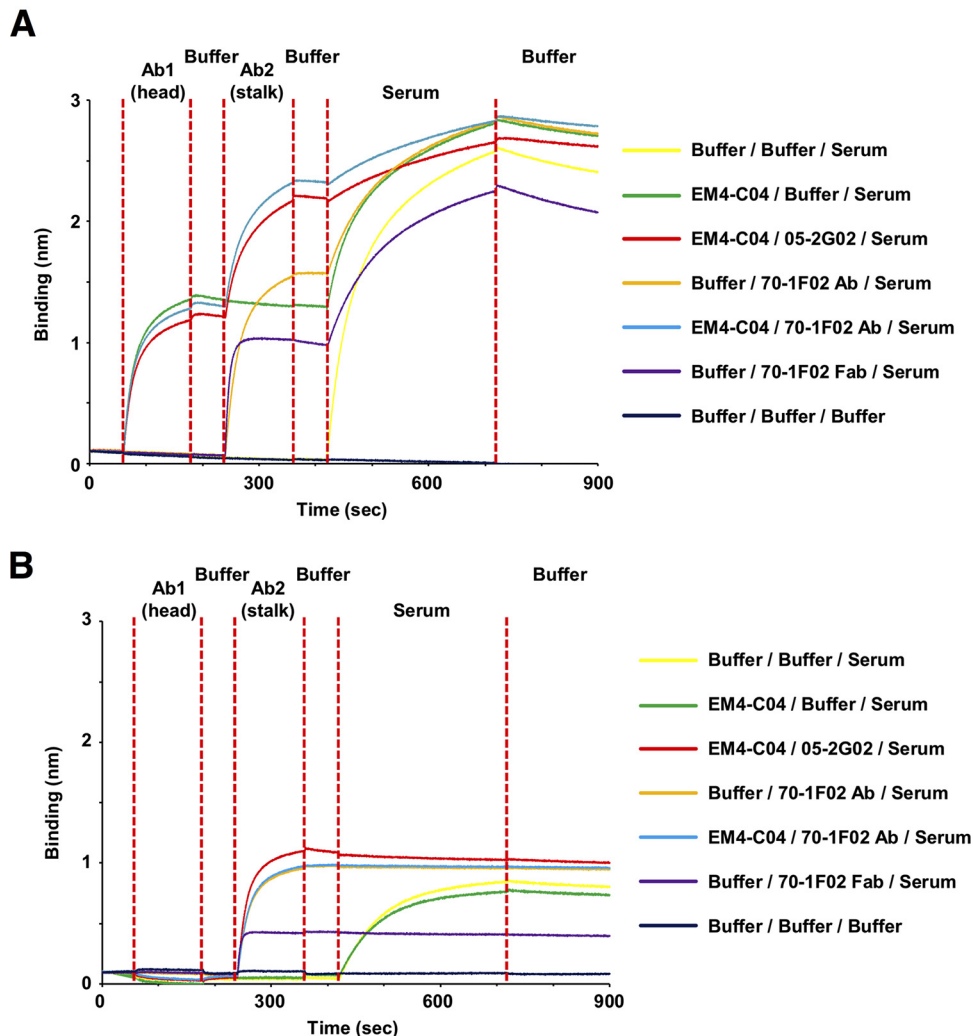 A
Buffer
Buffer
Buffer
Ab1
(head)
Ab2
(stalk)
Serum
3
2
1
0
Binding (nm)
0
300
600
900
Time (sec)
Buffer / Buffer / Serum
EM4-C04 / Buffer / Serum
EM4-C04 / 05-2G02 / Serum
Buffer / 70-1F02 Ab / Serum
EM4-C04 / 70-1F02 Ab / Serum
Buffer / 70-1F02 Fab / Serum
Buffer / Buffer / Buffer
B
Buffer
Buffer
Buffer
Ab1
(head)
Ab2
(stalk)
Serum
3
2
1
0
Binding (nm)
0
300
600
900
Time (sec)
Buffer / Buffer / Serum
EM4-C04 / Buffer / Serum
EM4-C04 / 05-2G02 / Serum
Buffer / 70-1F02 Ab / Serum
EM4-C04 / 70-1F02 Ab / Serum
Buffer / 70-1F02 Fab / Serum
Buffer / Buffer / Buffer